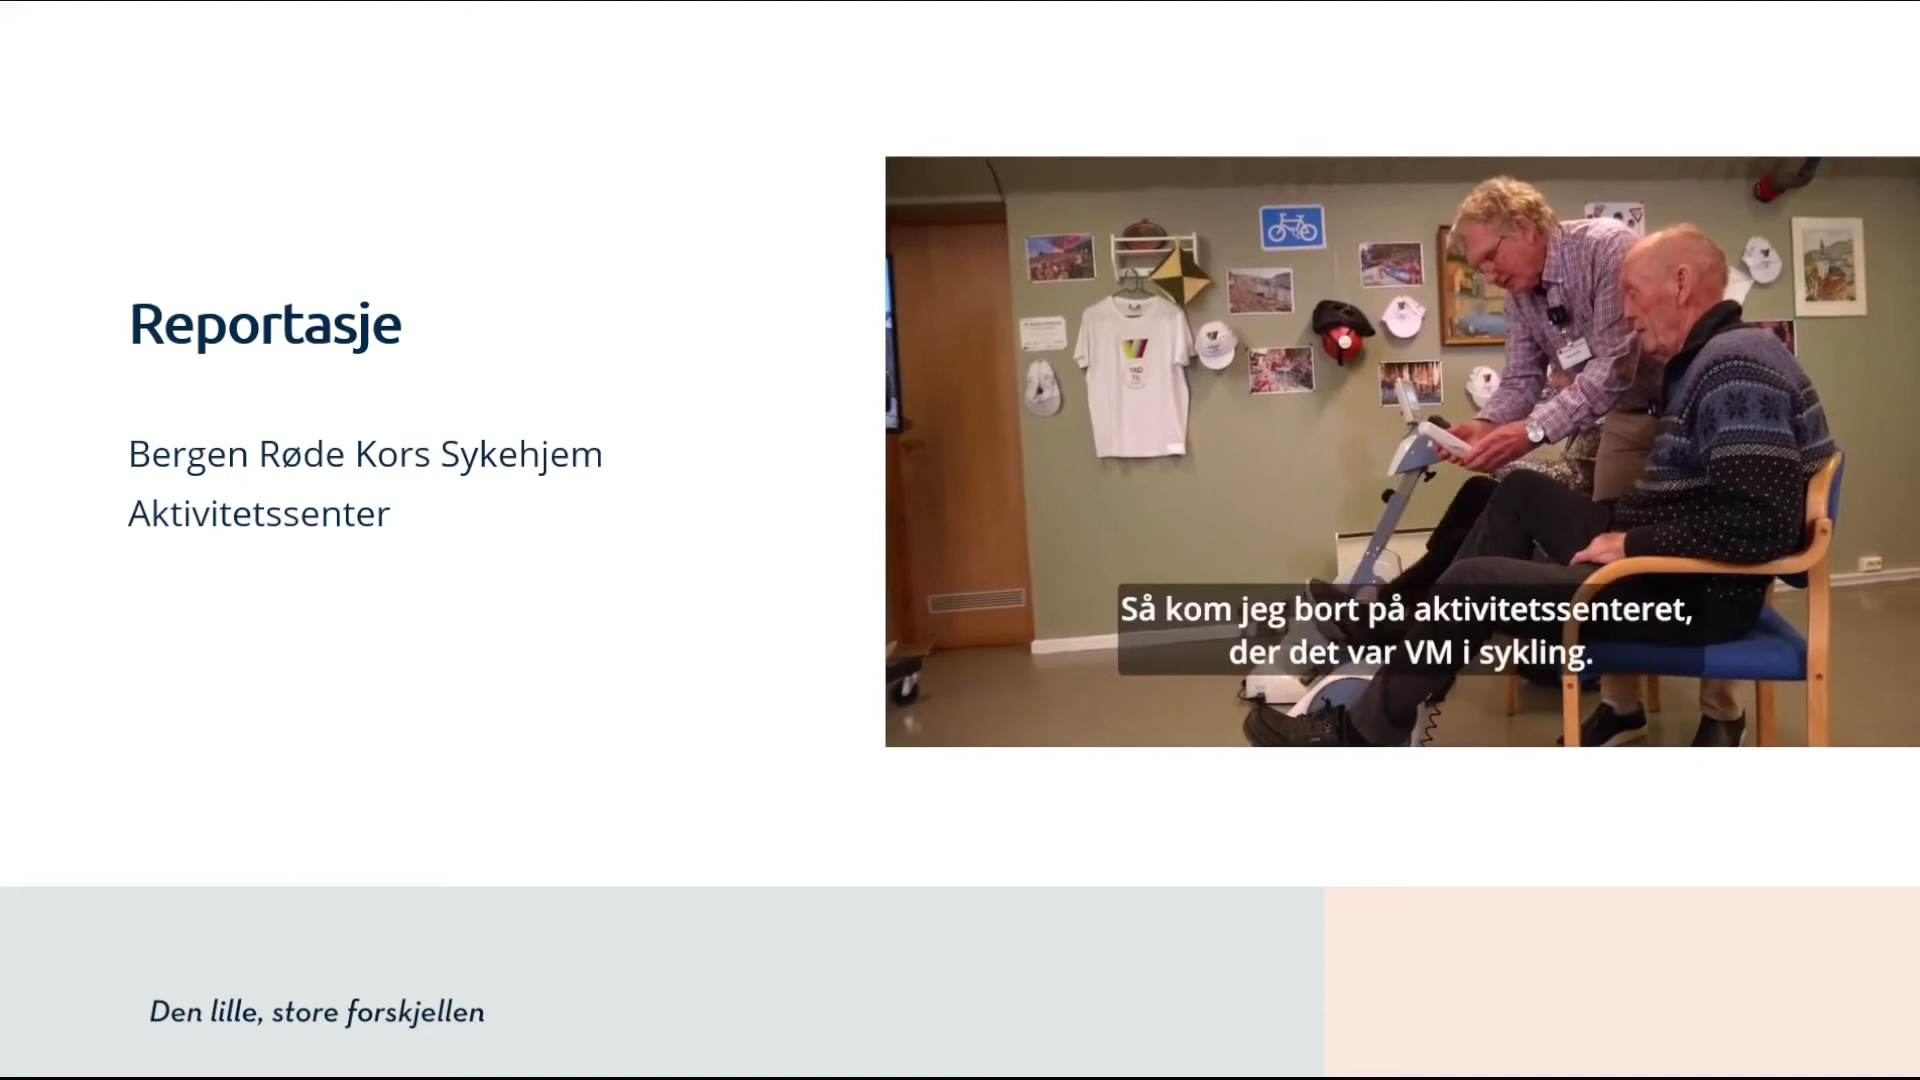 Reportasje
Bergen Røde Kors Sykehjem
Aktivitetssenter
Så kom jeg bort på aktivitetssenteret,
der det var VM i sykling.
Den lille, store forskjellen